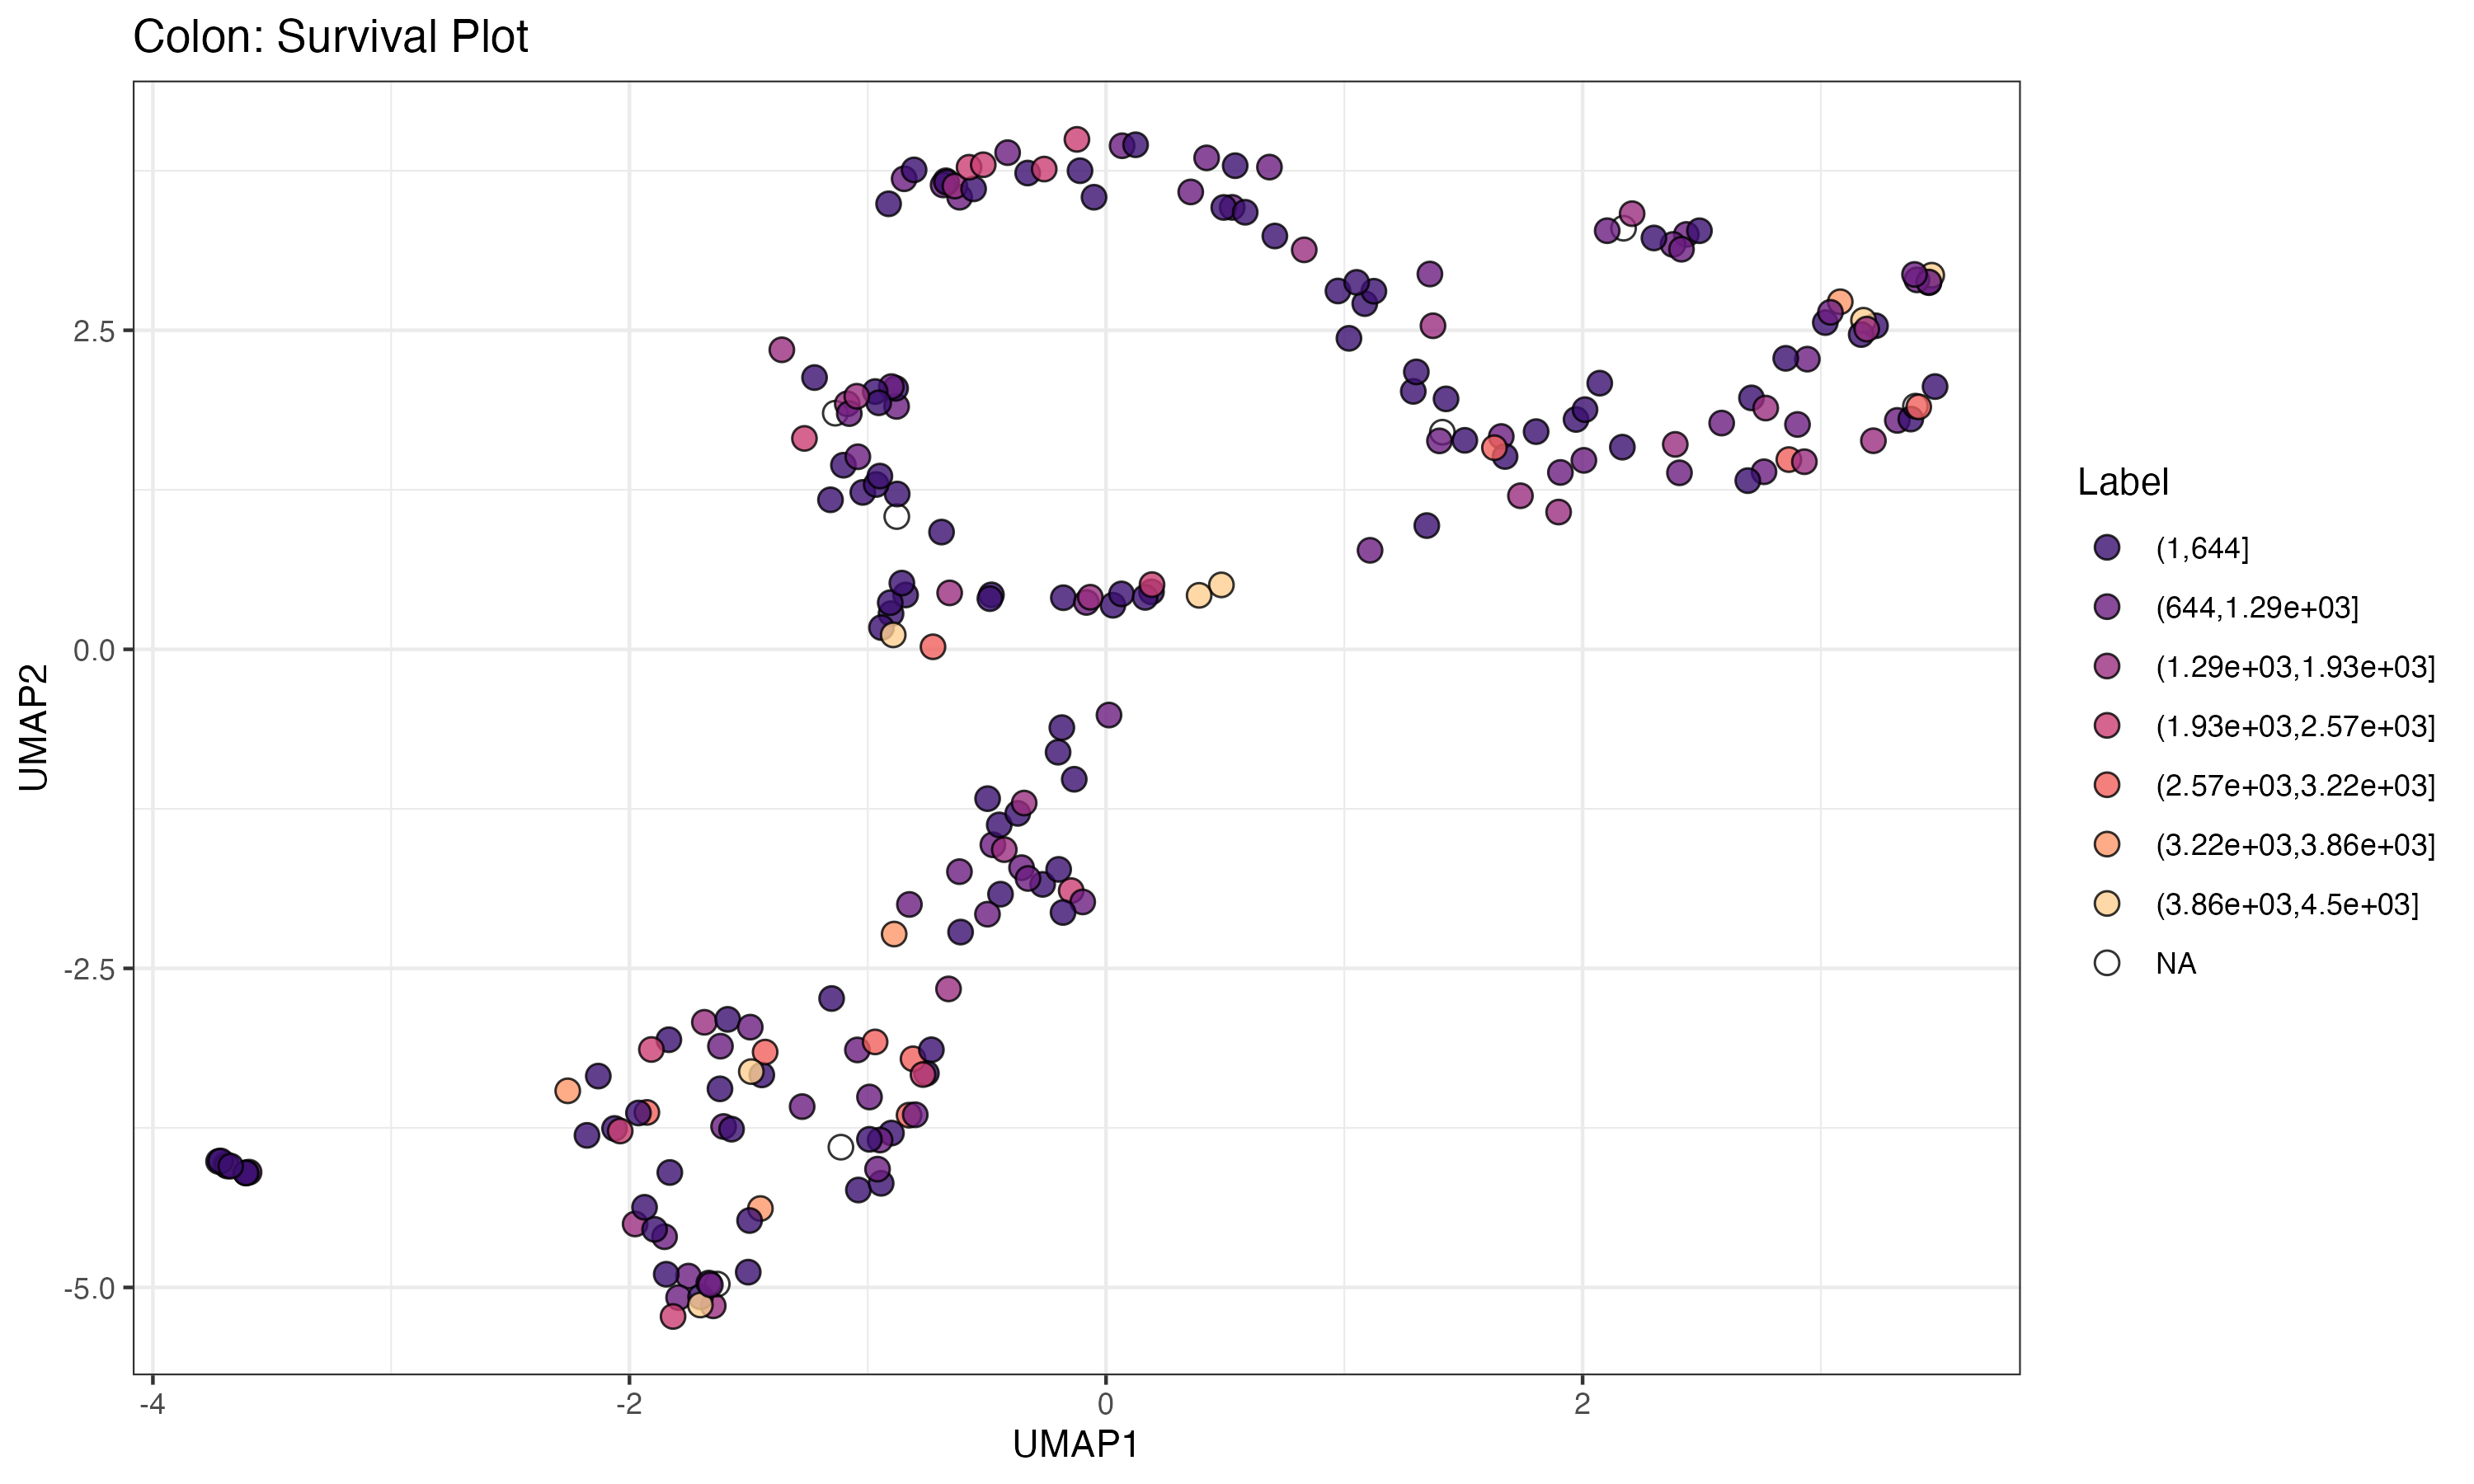 Colon: Survival Plot
UMAP2
2.5
0.0
-2.5
-5.0
-4
-2
0
2
UMAP1
Label
(1,644]
(644,1.29e+03]
(1.29e+03,1.93e+03]
(1.93e+03,2.57e+03]
(2.57e+03,3.22e+03]
(3.22e+03,3.86e+03]
(3.86e+03,4.5e+03]
NA